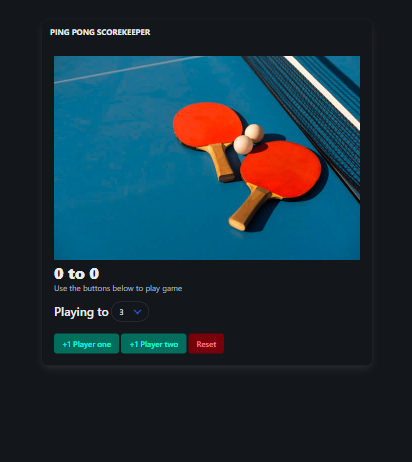 PING PONG SCOREKEEPER
0 to 0
Use the buttons below to play game
Playing to 3
+1 Player one +1 Player two Reset